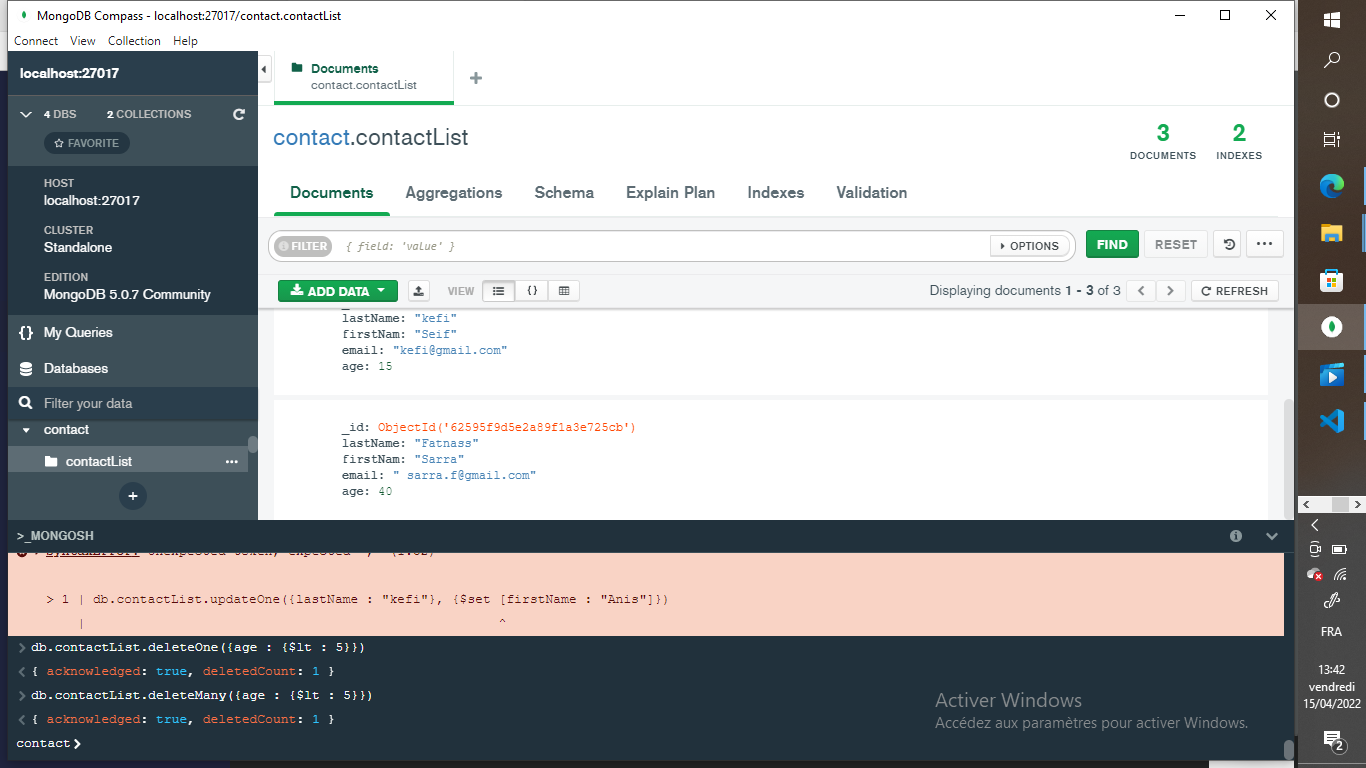 MongoDB Compass - localhost:27017/contact.contactList
Connect View Collection Help
localhost:27017
4 DBS 2 COLLECTIONS
FAVORITE
HOST
localhost:27017
CLUSTER
Standalone
EDITION
MongoDB 5.0.7 Community
{} My Queries
Databases
Filter your data
contact
contactList
Documents
contact.contactList
contact.contactList
3
DOCUMENTS
2
INDEXES
Documents Aggregations Schema Explain Plan Indexes Validation
FILTER { field: 'value' } OPTIONS FIND RESET
ADD DATA VIEW {} Displaying documents 1 - 3 of 3 REFRESH
lastName: "kefi"
firstNam: "Seif"
email: "kefi@gmail.com"
age: 15
_id: ObjectId('62595f9d5e2a89f1a3e725cb')
lastName: "Fatnass"
firstNam: "Sarra"
email: " sarra.f@gmail.com"
age: 40
>_MONGOSH
> 1 | db.contactList.updateOne({lastName : "kefi"}, {$set [firstName : "Anis"]})
| ^
db.contactList.deleteOne({age : {$lt : 5}})
{ acknowledged: true, deletedCount: 1 }
db.contactList.deleteMany({age : {$lt : 5}})
{ acknowledged: true, deletedCount: 1 }
contact>
Activer Windows
Accédez aux paramètres pour activer Windows.
FRA
13:42
vendredi
15/04/2022
2